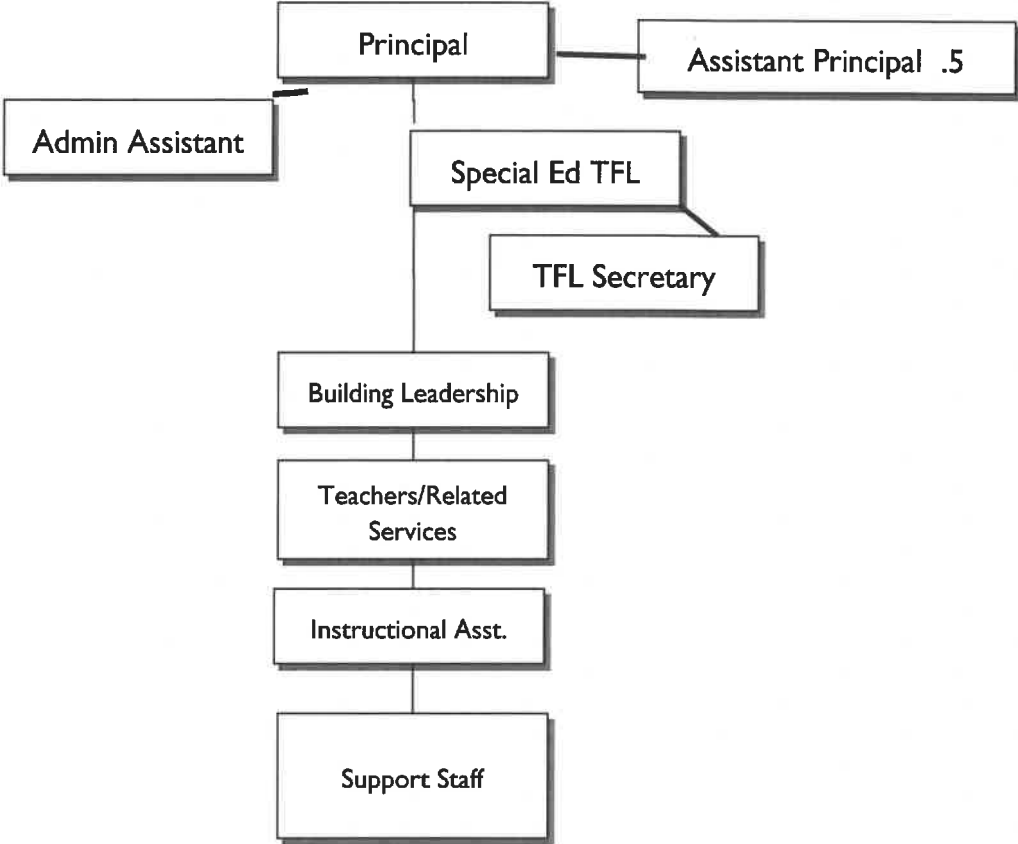 Principal
Assistant Principal .5
Admin Assistant
Special Ed TFL
TFL Secretary
Building Leadership
Teachers/Related
Services
Instructional Asst.
Support Staff